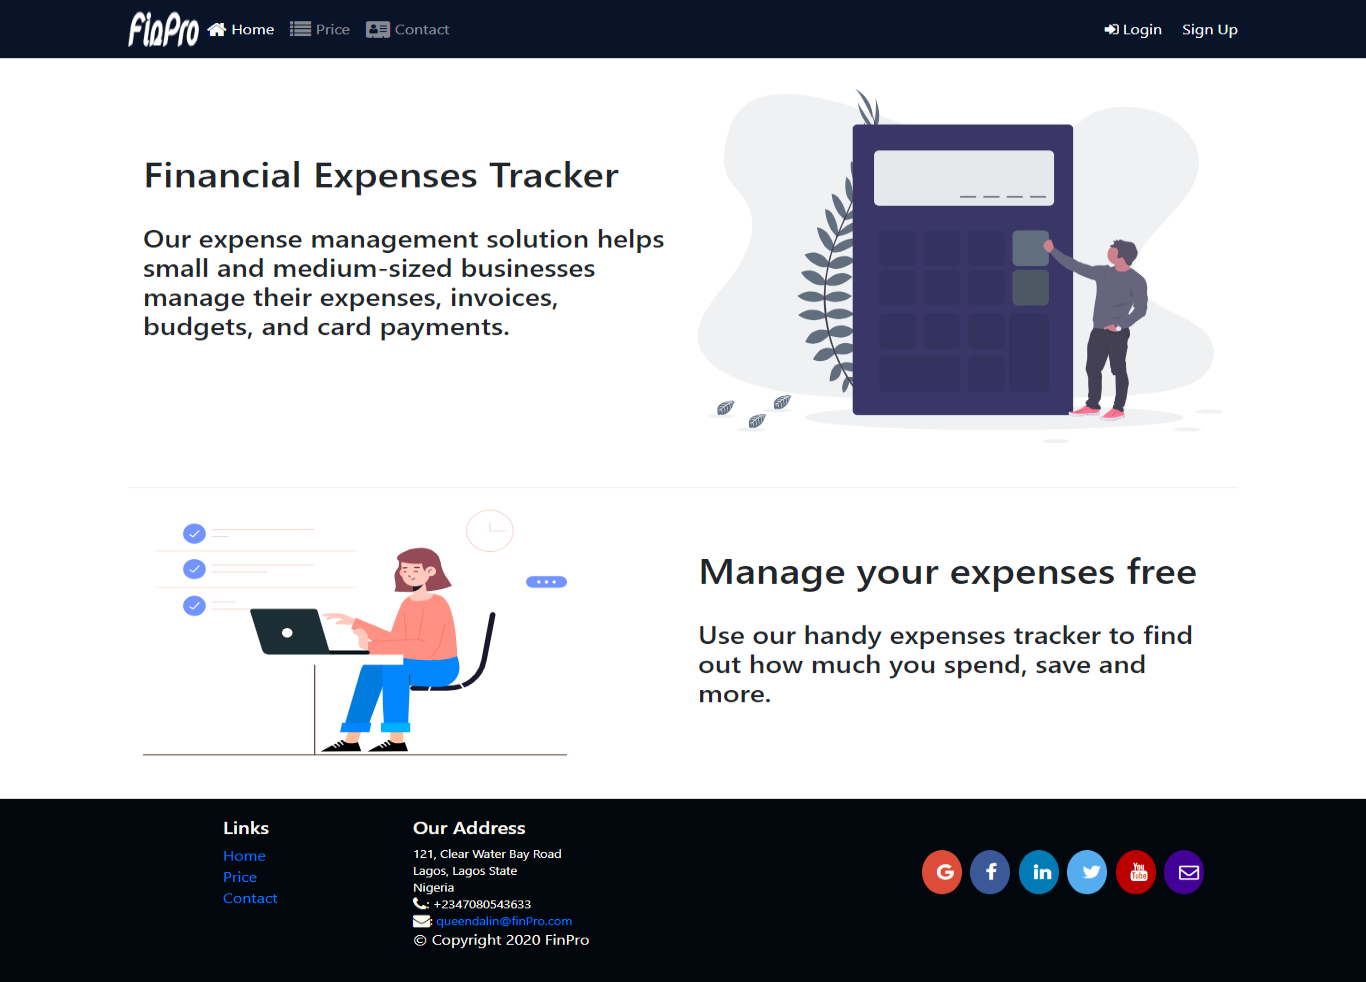 FinPro Home Price Contact Login Sign Up
Financial Expenses Tracker
Our expense management solution helps
small and medium-sized businesses
manage their expenses, invoices,
budgets, and card payments.
Manage your expenses free
Use our handy expenses tracker to find
out how much you spend, save and
more.
Links
Home
Price
Contact
Our Address
121, Clear Water Bay Road
Lagos, Lagos State
Nigeria
: +2347080543633
: queendalin@finPro.com
© Copyright 2020 FinPro
G f in You Tube